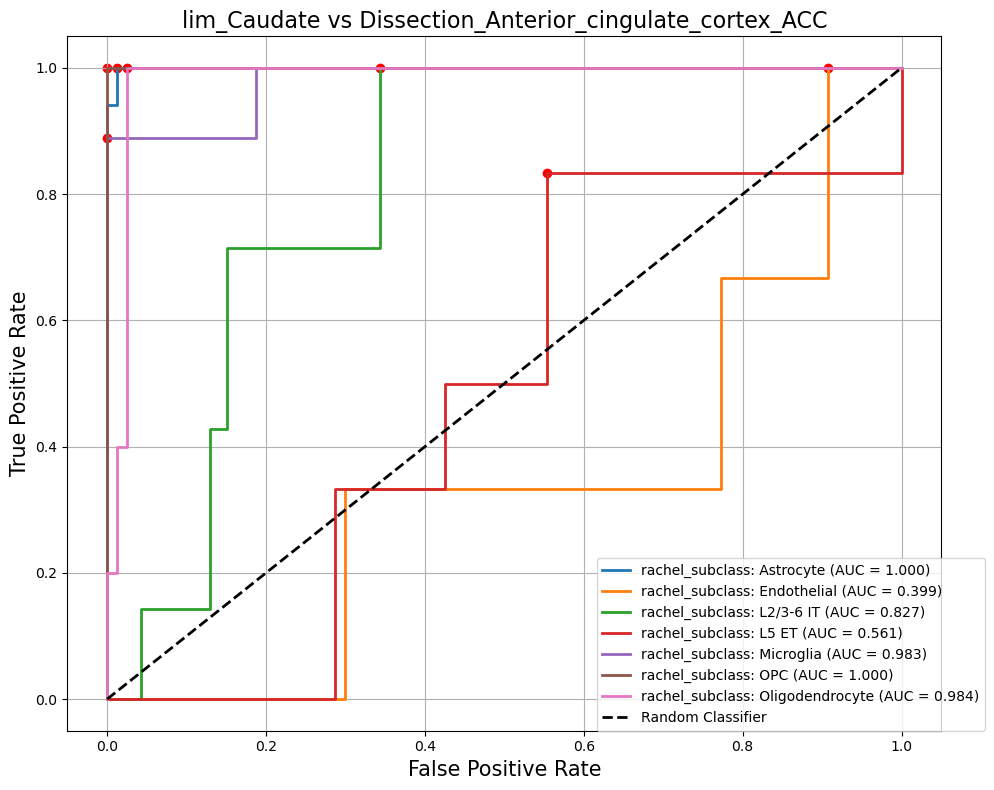 lim_Caudate vs Dissection_Anterior_cingulate_cortex_ACC
True Positive Rate
1.0
0.8
0.6
0.4
0.2
0.0
rachel_subclass: Astrocyte (AUC = 1.000)
rachel_subclass: Endothelial (AUC = 0.399)
rachel_subclass: L2/3-6 IT (AUC = 0.827)
rachel_subclass: L5 ET (AUC = 0.561)
rachel_subclass: Microglia (AUC = 0.983)
rachel_subclass: OPC (AUC = 1.000)
rachel_subclass: Oligodendrocyte (AUC = 0.984)
Random Classifier
0.0 0.2 0.4 0.6 0.8 1.0
False Positive Rate